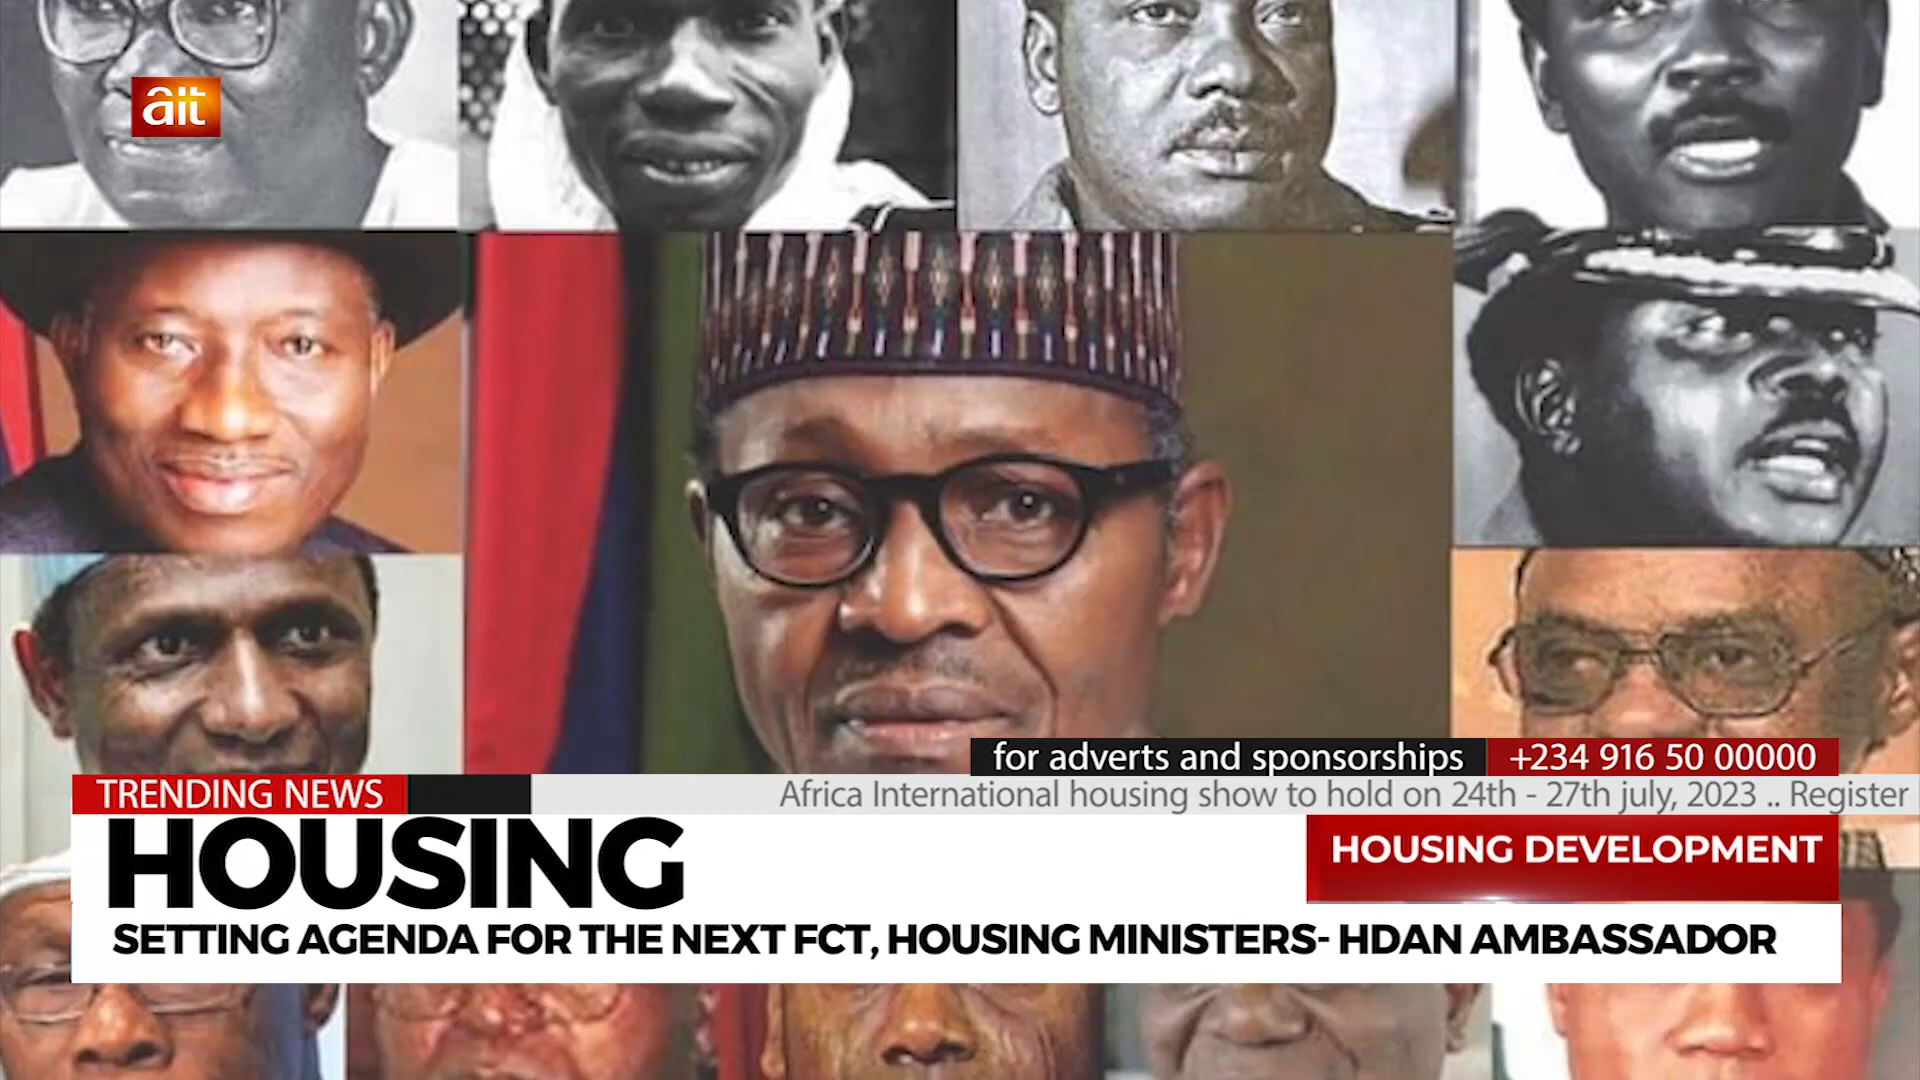 âit
for adverts and sponsorships +234 916 50 00000
TRENDING NEWS
Africa International housing show to hold on 24th - 27th july, 2023 .. Register
HOUSING
HOUSING DEVELOPMENT
SETTING AGENDA FOR THE NEXT FCT, HOUSING MINISTERS- HDAN AMBASSADOR